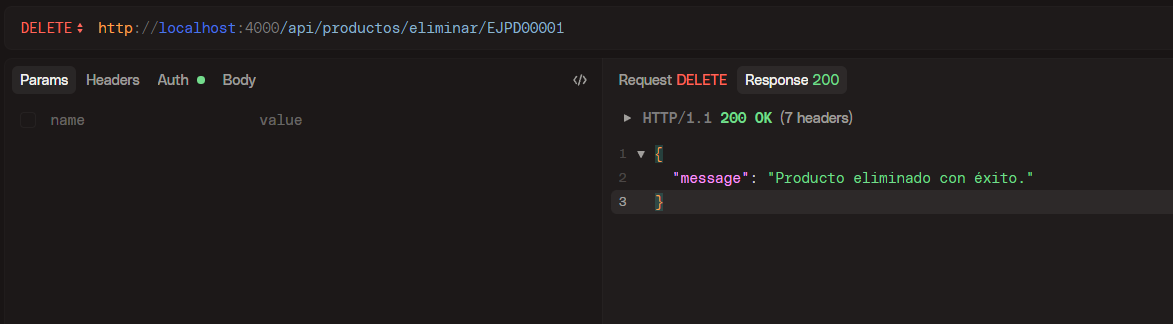 DELETE http://localhost:4000/api/productos/eliminar/EJPD00001
Params Headers Auth Body </>
name value
Request DELETE Response 200
HTTP/1.1 200 OK (7 headers)
1 {
2 "message": "Producto eliminado con éxito."
3 }